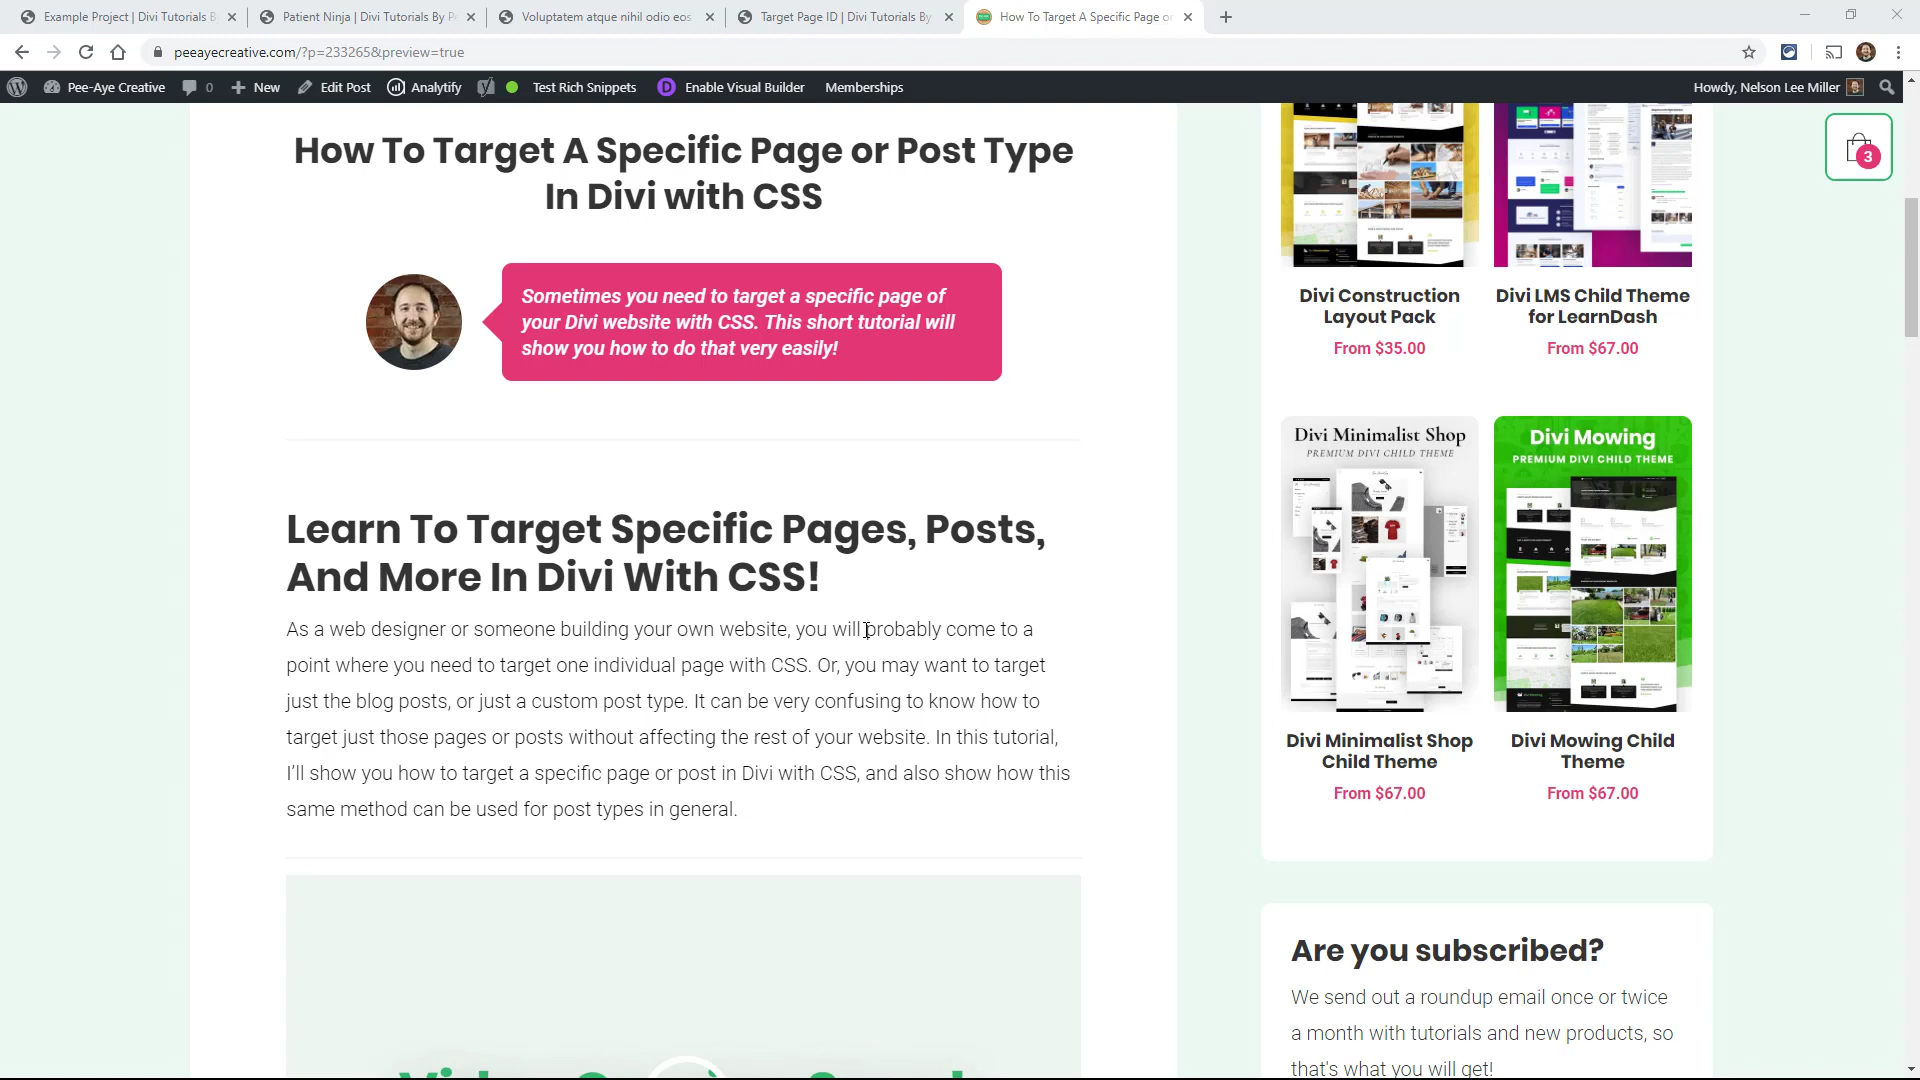 Example Project | Divi Tutorials B
Patient Ninja | Divi Tutorials By P
Voluptatem atque nihil odio eos
Target Page ID | Divi Tutorials By
How To Target A Specific Page or
peeayecreative.com/?p=233265&preview=true
Pee-Aye Creative
0
New
Edit Post
Analytify
Test Rich Snippets
Enable Visual Builder
Memberships
Howdy, Nelson Lee Miller
3
How To Target A Specific Page or Post Type
In Divi with CSS
Sometimes you need to target a specific page of
your Divi website with CSS. This short tutorial will
show you how to do that very easily!
Learn To Target Specific Pages, Posts,
And More In Divi With CSS!
As a web designer or someone building your own website, you will probably come to a
point where you need to target one individual page with CSS. Or, you may want to target
just the blog posts, or just a custom post type. It can be very confusing to know how to
target just those pages or posts without affecting the rest of your website. In this tutorial,
I'll show you how to target a specific page or post in Divi with CSS, and also show how this
same method can be used for post types in general.
Divi Construction
Layout Pack
From $35.00
Divi LMS Child Theme
for LearnDash
From $67.00
Divi Minimalist Shop
PREMIUM DIVI CHILD THEME
Divi Minimalist Shop
Child Theme
From $67.00
Divi Mowing
PREMIUM DIVI CHILD THEME
Divi Mowing Child
Theme
From $67.00
Are you subscribed?
We send out a roundup email once or twice
a month with tutorials and new products, so
that's what you will get!